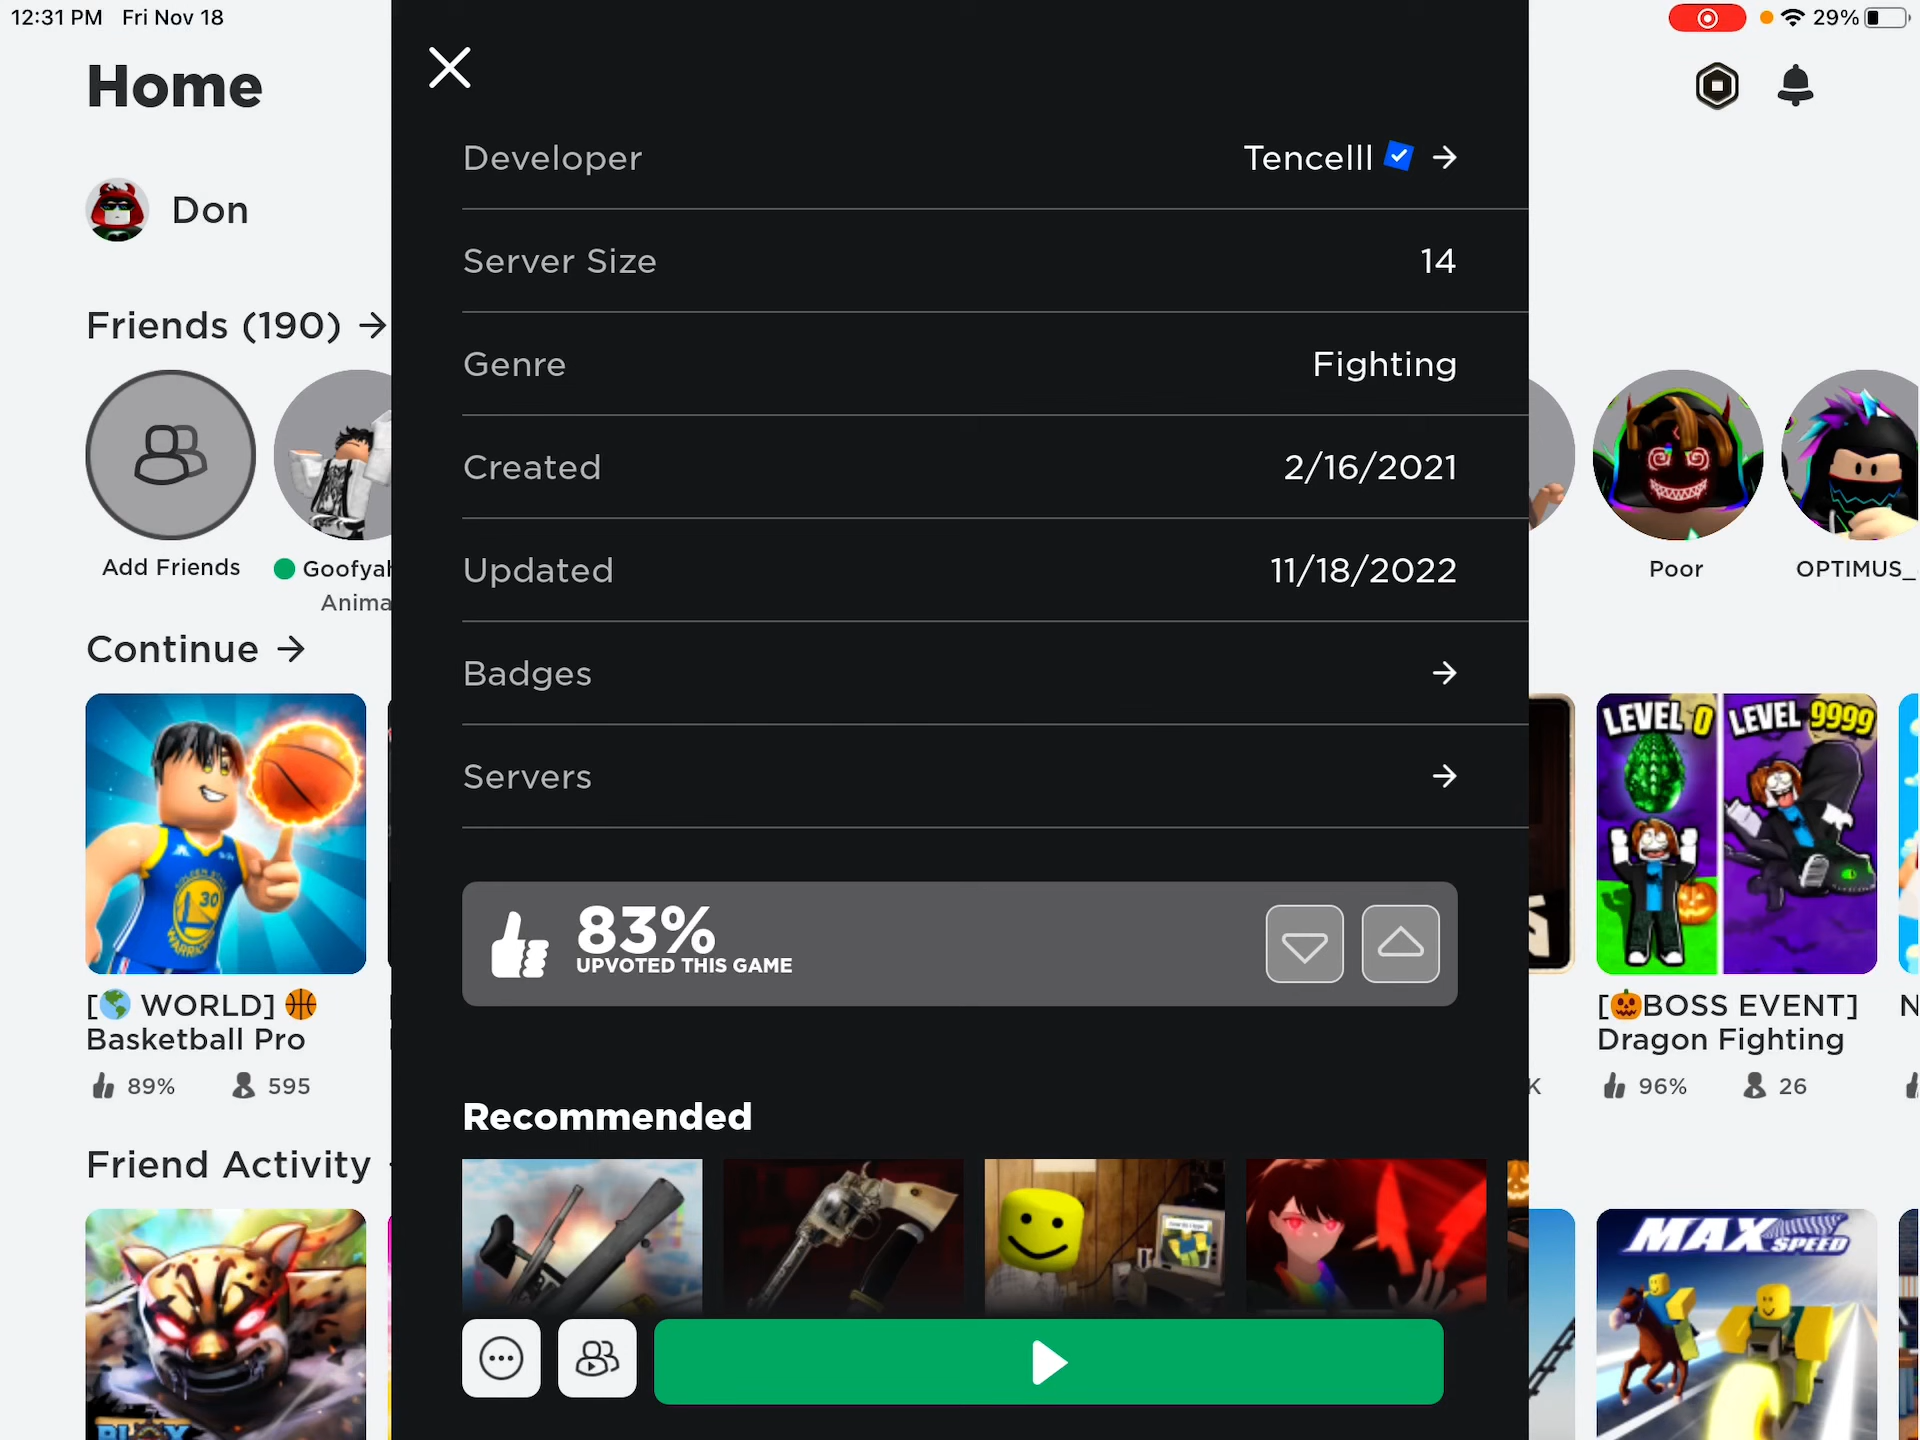 12:31 PM Fri Nov 18
29%
Home
Don
Friends (190)
Add Friends
Goofyah
Anima
Poor
OPTIMUS_
Continue
[🌎 WORLD] 🏀
Basketball Pro
89% 595
LEVEL 0 LEVEL 9999
[🎃BOSS EVENT]
Dragon Fighting
96% 26
K
N
Friend Activity
MAX SPEED
Developer
Tencelll
Server Size
14
Genre
Fighting
Created
2/16/2021
Updated
11/18/2022
Badges
Servers
83%
UPVOTED THIS GAME
Recommended
30